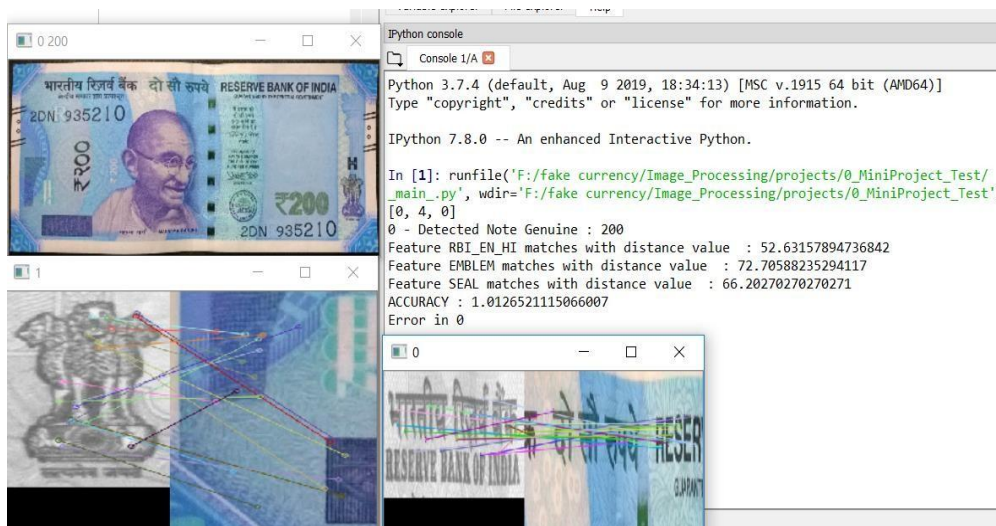 Help
0 200
भारतीय रिज़र्व बैंक दो सौ रुपये RESERVE BANK OF INDIA
2DN 935210
₹२००
₹200
2DN 935210
1
IPython console
Console 1/A
Python 3.7.4 (default, Aug  9 2019, 18:34:13) [MSC v.1915 64 bit (AMD64)]
Type "copyright", "credits" or "license" for more information.
IPython 7.8.0 -- An enhanced Interactive Python.
In [1]: runfile('F:/fake currency/Image_Processing/projects/0_MiniProject_Test/
_main_.py', wdir='F:/fake currency/Image_Processing/projects/0_MiniProject_Test'
[0, 4, 0]
0 - Detected Note Genuine : 200
Feature RBI_EN_HI matches with distance value  : 52.63157894736842
Feature EMBLEM matches with distance value  : 72.70588235294117
Feature SEAL matches with distance value  : 66.20270270270271
ACCURACY : 1.0126521115066007
Error in 0
0
RESERVE BANK OF INDIA
RESER